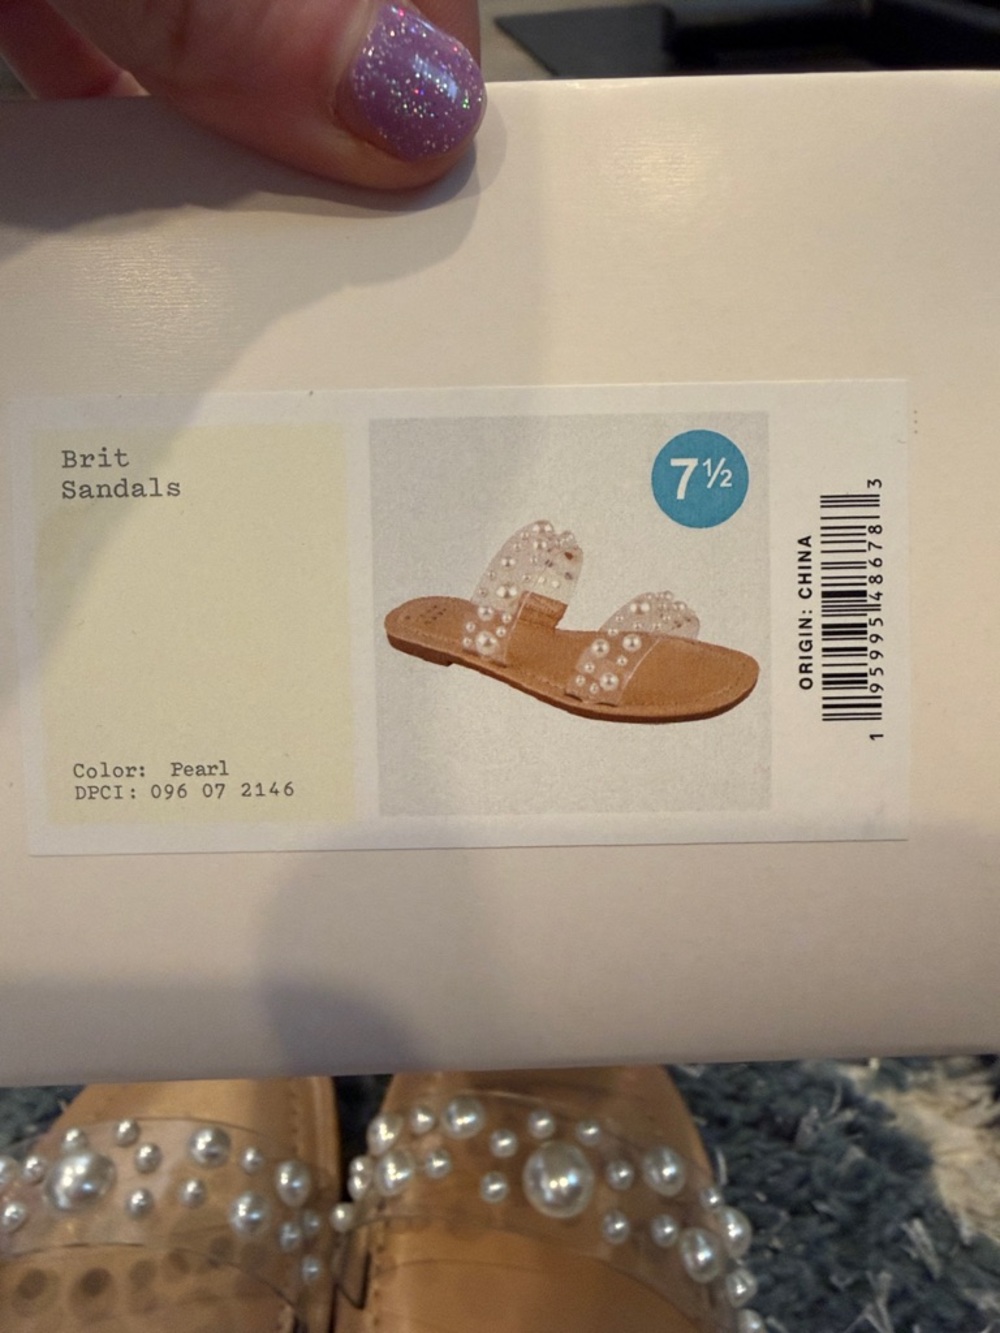 Brit
Sandals
Color: Pearl
DPCI: 096 07 2146
7½
ORIGIN: CHINA
1 95995 48678 3